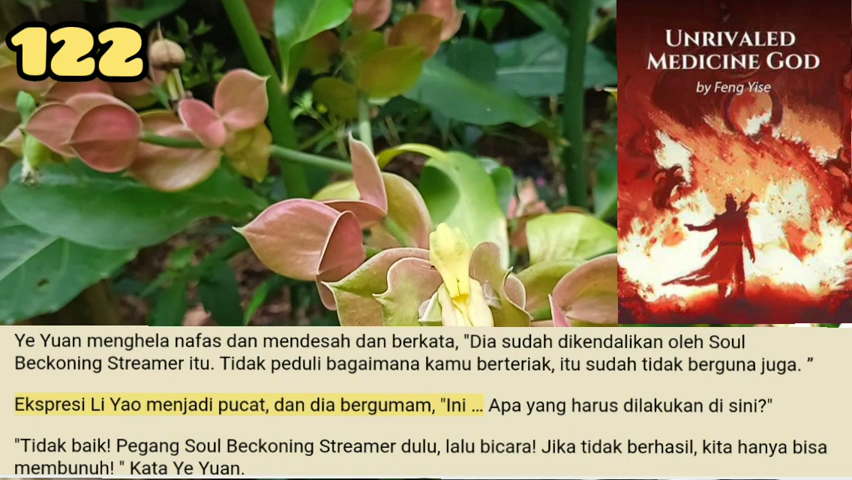 122
UNRIVALED
MEDICINE GOD
by Feng Yise
Ye Yuan menghela nafas dan mendesah dan berkata, "Dia sudah dikendalikan oleh Soul
Beckoning Streamer itu. Tidak peduli bagaimana kamu berteriak, itu sudah tidak berguna juga. ”
Ekspresi Li Yao menjadi pucat, dan dia bergumam, "Ini ... Apa yang harus dilakukan di sini?"
"Tidak baik! Pegang Soul Beckoning Streamer dulu, lalu bicara! Jika tidak berhasil, kita hanya bisa
membunuh! " Kata Ye Yuan.